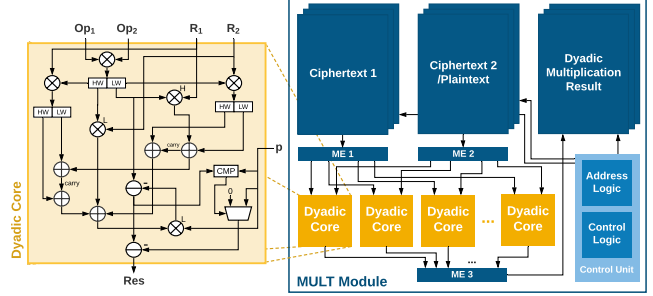 Op1 Op2 R1 R2
H
HW LW
HW LW
HW LW
L
carry
p
CMP
carry
0
-
L
-
Res
Dyadic Core
Ciphertext 1
Ciphertext 2
/Plaintext
Dyadic
Multiplication
Result
ME 1
ME 2
Dyadic
Core
Dyadic
Core
Dyadic
Core
...
Dyadic
Core
...
ME 3
MULT Module
Address
Logic
Control
Logic
Control Unit